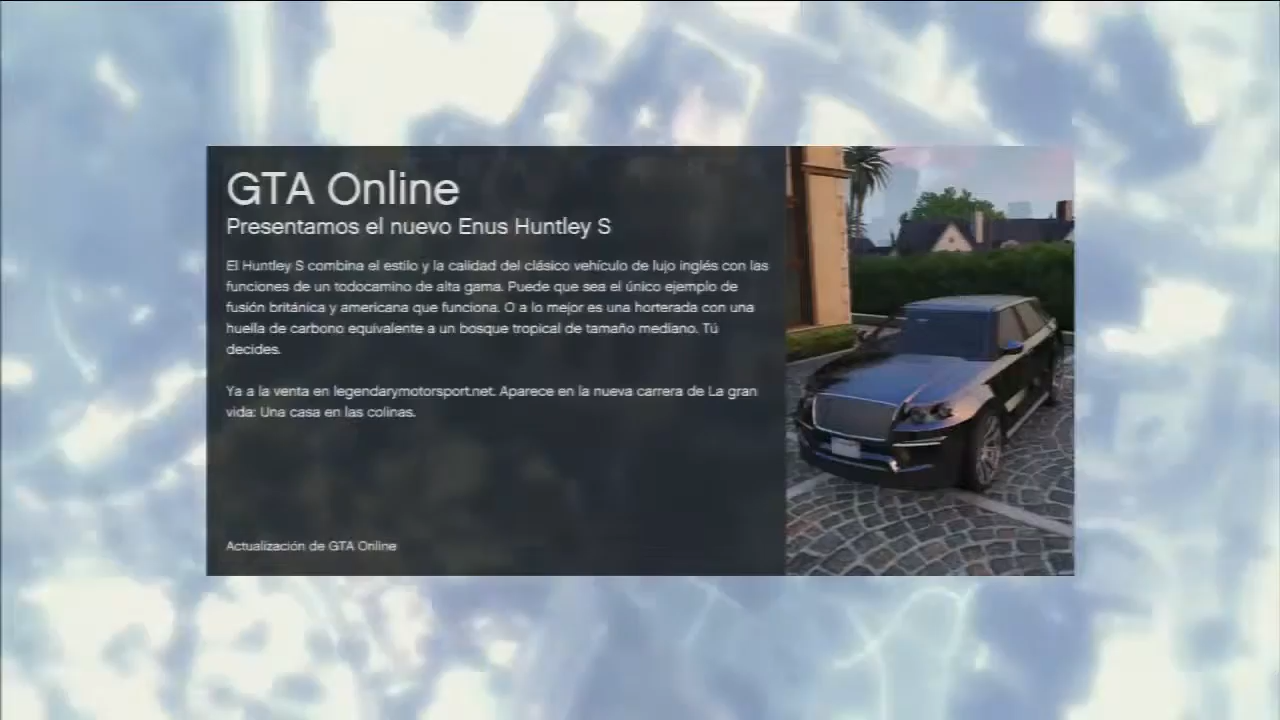 GTA Online
Presentamos el nuevo Enus Huntley S
El Huntley S combina el estilo y la calidad del clásico vehículo de lujo inglés con las
funciones de un todocamino de alta gama. Puede que sea el único ejemplo de
fusión británica y americana que funciona. O a lo mejor es una horterada con una
huella de carbono equivalente a un bosque tropical de tamaño mediano. Tú
decides.
Ya a la venta en legendarymotorsport.net. Aparece en la nueva carrera de La gran
vida: Una casa en las colinas.
Actualización de GTA Online